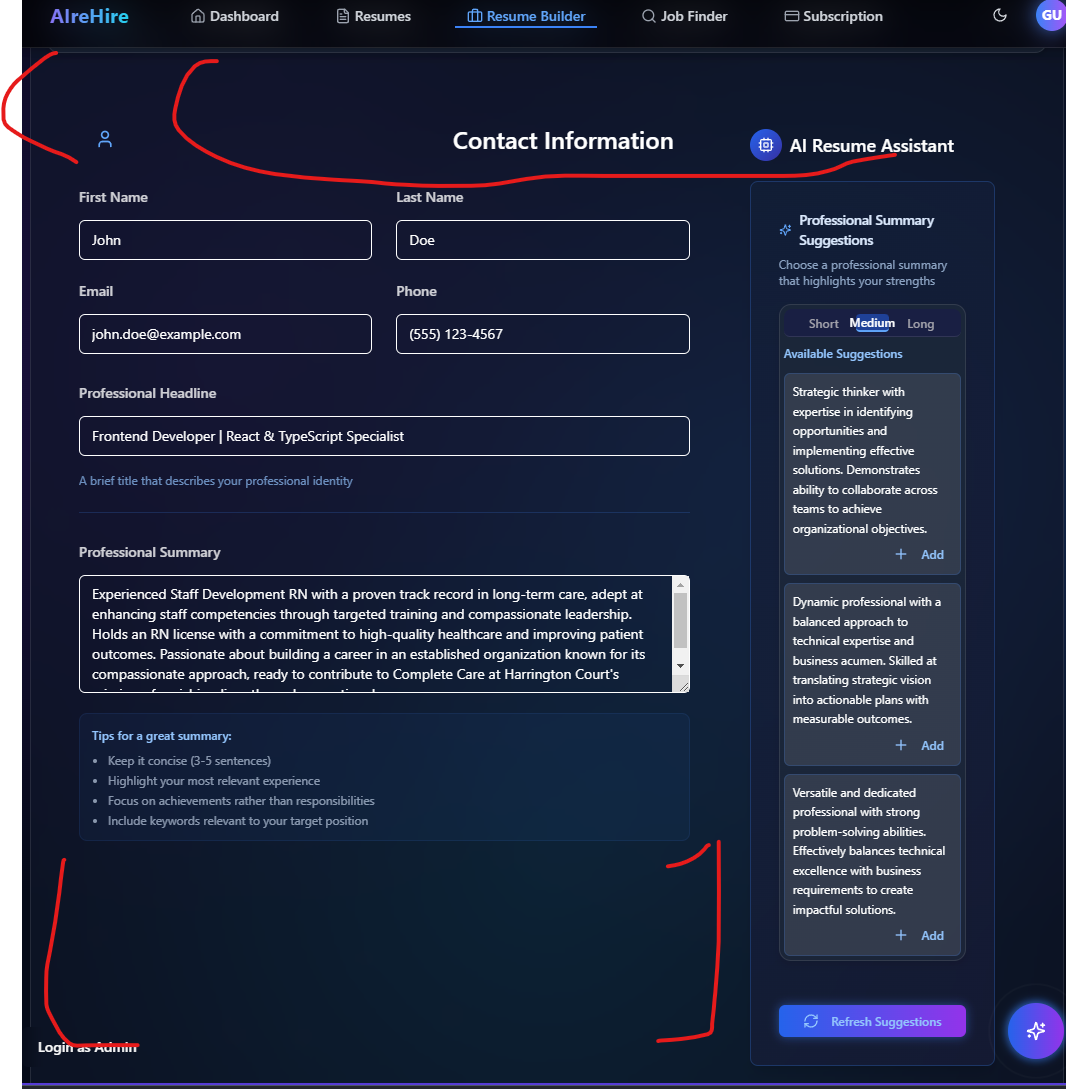 AIreHire
Dashboard
Resumes
Resume Builder
Job Finder
Subscription
GU
Contact Information
First Name
Last Name
John
Doe
Email
Phone
john.doe@example.com
(555) 123-4567
Professional Headline
Frontend Developer | React & TypeScript Specialist
A brief title that describes your professional identity
Professional Summary
Experienced Staff Development RN with a proven track record in long-term care, adept at
enhancing staff competencies through targeted training and compassionate leadership.
Holds an RN license with a commitment to high-quality healthcare and improving patient
outcomes. Passionate about building a career in an established organization known for its
compassionate approach, ready to contribute to Complete Care at Harrington Court's
Tips for a great summary:
• Keep it concise (3-5 sentences)
• Highlight your most relevant experience
• Focus on achievements rather than responsibilities
• Include keywords relevant to your target position
AI Resume Assistant
Professional Summary
Suggestions
Choose a professional summary
that highlights your strengths
Short
Medium
Long
Available Suggestions
Strategic thinker with
expertise in identifying
opportunities and
implementing effective
solutions. Demonstrates
ability to collaborate across
teams to achieve
organizational objectives.
+ Add
Dynamic professional with a
balanced approach to
technical expertise and
business acumen. Skilled at
translating strategic vision
into actionable plans with
measurable outcomes.
+ Add
Versatile and dedicated
professional with strong
problem-solving abilities.
Effectively balances technical
excellence with business
requirements to create
impactful solutions.
+ Add
Refresh Suggestions
Login as Admin